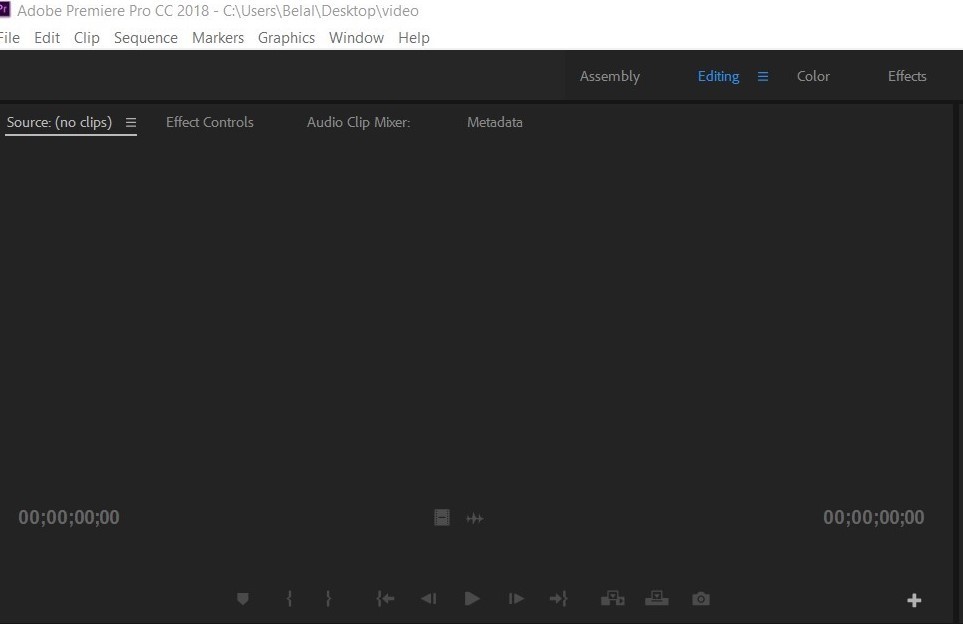 Pr Adobe Premiere Pro CC 2018 - C:\Users\Belal\Desktop\video
File Edit Clip Sequence Markers Graphics Window Help
Assembly Editing Color Effects
Source: (no clips) Effect Controls Audio Clip Mixer: Metadata
00;00;00;00 00;00;00;00